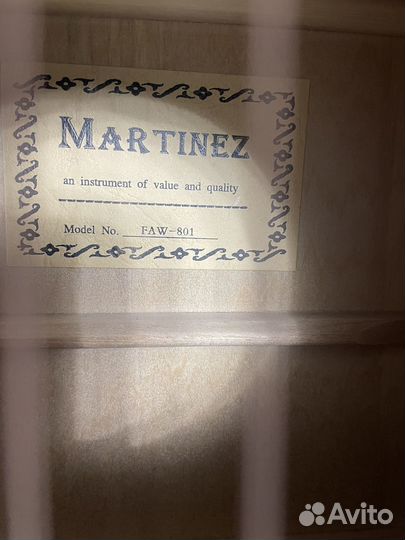 MARTINEZ
an instrument of value and quality
Model No. FAW-801
Avito